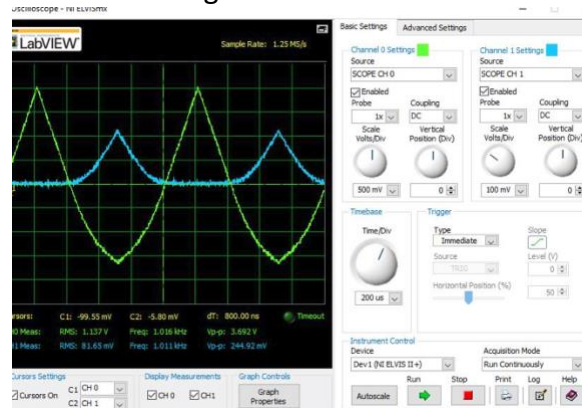 Oscilloscope - NI ELVISmx
LabVIEW
Sample Rate: 1.25 MS/s
Cursors: C1: -99.55 mV C2: -5.80 mV dT: 800.00 ns Timeout
CH 0 Meas: RMS: 1.137 V Freq: 1.016 kHz Vp-p: 3.692 V
CH 1 Meas: RMS: 81.65 mV Freq: 1.011 kHz Vp-p: 244.92 mV
Cursors Settings
Cursors On
C1 CH 0
C2 CH 1
Display Measurements
CH 0 CH1
Graph Controls
Graph
Properties
Basic Settings Advanced Settings
Channel 0 Settings
Source
SCOPE CH 0
Enabled
Probe Coupling
1x DC
Scale Vertical
Volts/Div Position (Div)
500 mV 0
Channel 1 Settings
Source
SCOPE CH 1
Enabled
Probe Coupling
1x DC
Scale Vertical
Volts/Div Position (Div)
100 mV 0
Timebase
Time/Div
200 us
Trigger
Type Slope
Immediate
Source Level (V)
TRIG 0
Horizontal Position (%)
50
Instrument Control
Device Acquisition Mode
Dev1 (NI ELVIS II+) Run Continuously
Run Stop Print Log Help
Autoscale